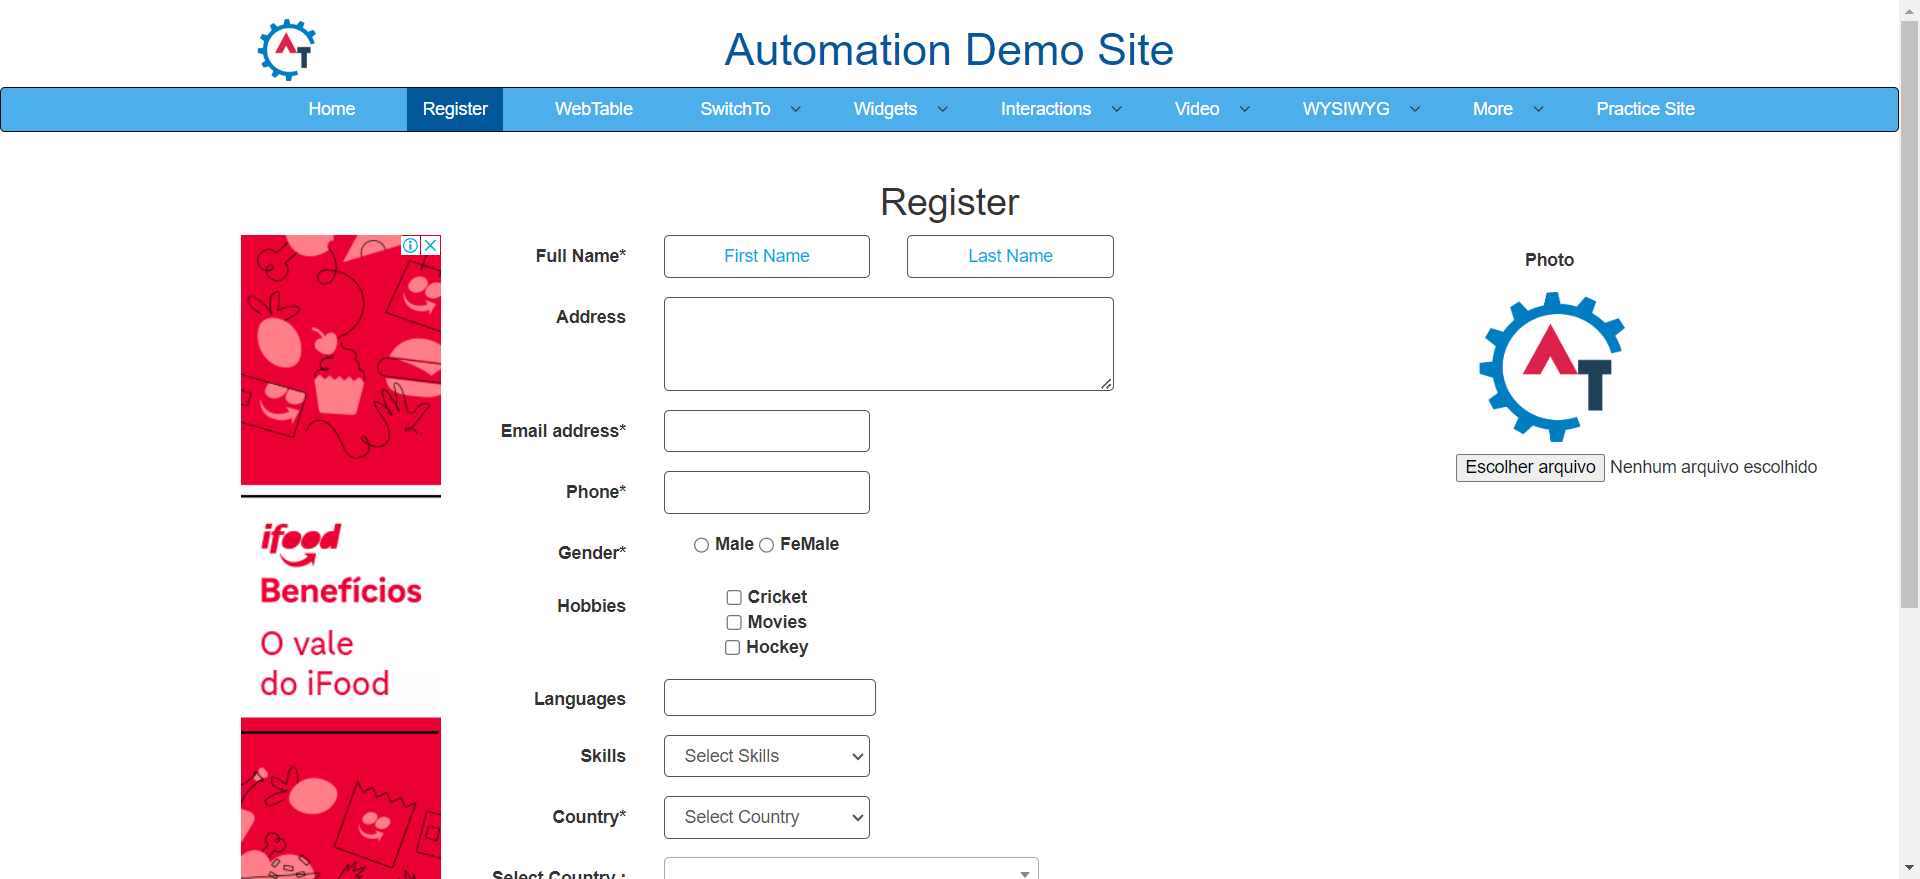 AT
Automation Demo Site
Home Register WebTable SwitchTo Widgets Interactions Video WYSIWYG More Practice Site
Register
Full Name* First Name Last Name
Photo
Address
AT
Email address*
Escolher arquivo Nenhum arquivo escolhido
Phone*
Gender* Male FeMale
Hobbies Cricket
Movies
Hockey
Languages
Skills Select Skills
Country* Select Country
Select Country :
ifood
Benefícios
O vale
do iFood